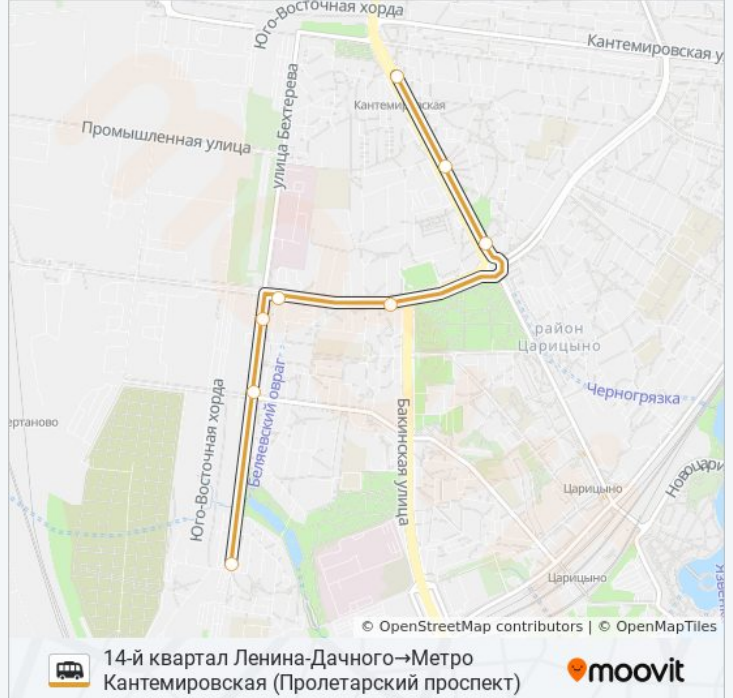 Юго-Восточная хорда
Кантемировская у
улица Бехтерева
Кантемировская
Промышленная улица
район
Царицыно
Черногрязка
Беляевский овраг
Юго-Восточная хорда
ертаново
Бакинская улица
Новоцари
Царицыно
Царицыно
© OpenStreetMap contributors | © OpenMapTiles
14-й квартал Ленина-Дачного→Метро
Кантемировская (Пролетарский проспект)
moovit